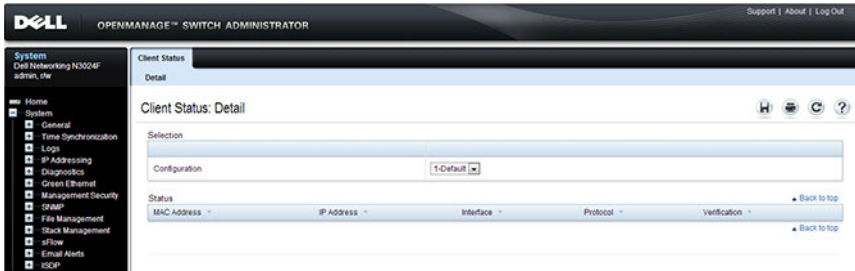 Support | About | Log Out
DELL OPENMANAGE™ SWITCH ADMINISTRATOR
System
Dell Networking N3024F
admin, r/w
Home
System
General
Time Synchronization
Logs
IP Addressing
Diagnostics
Green Ethernet
Management Security
SNMP
File Management
Stack Management
sFlow
Email Alerts
ISDP
Client Status
Detail
Client Status: Detail
Selection
Configuration 1-Default
Status Back to top
MAC Address IP Address Interface Protocol Verification
Back to top